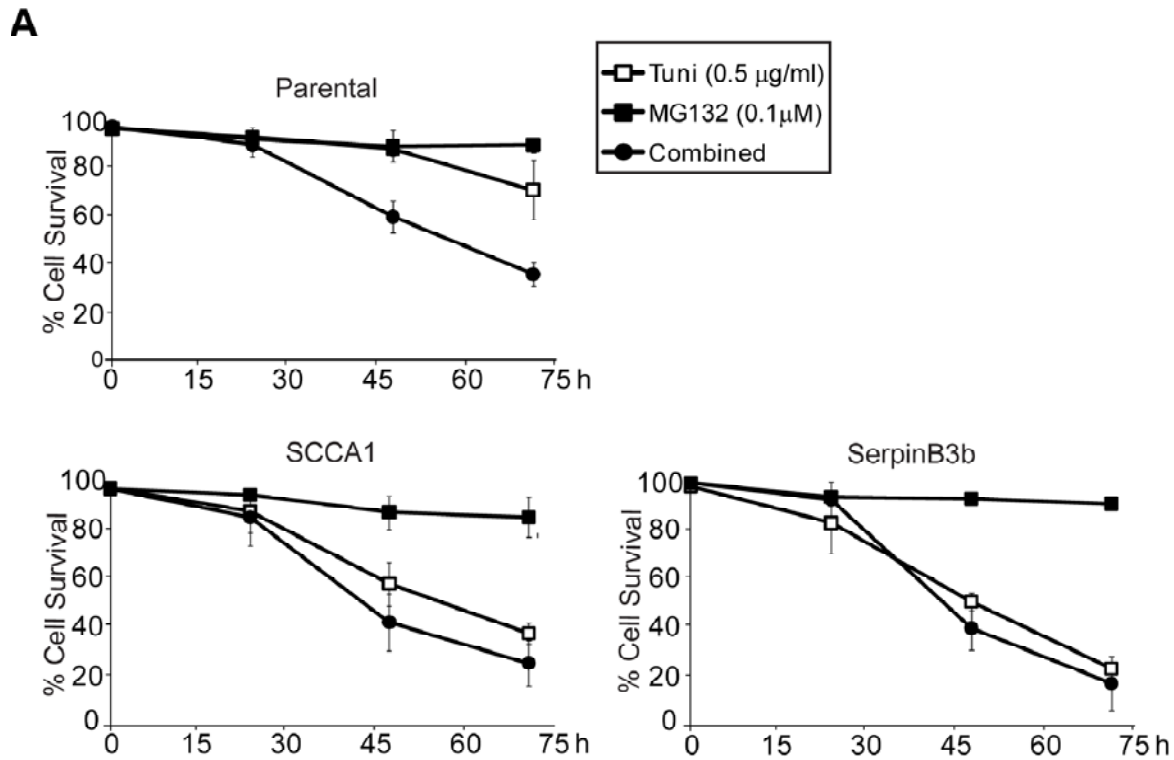 A
Tuni (0.5 μg/ml)
MG132 (0.1μM)
Combined
Parental
% Cell Survival
100
80
60
40
20
0
0 15 30 45 60 75 h
SCCA1
% Cell Survival
100
80
60
40
20
0
0 15 30 45 60 75 h
SerpinB3b
% Cell Survival
100
80
60
40
20
0
0 15 30 45 60 75 h